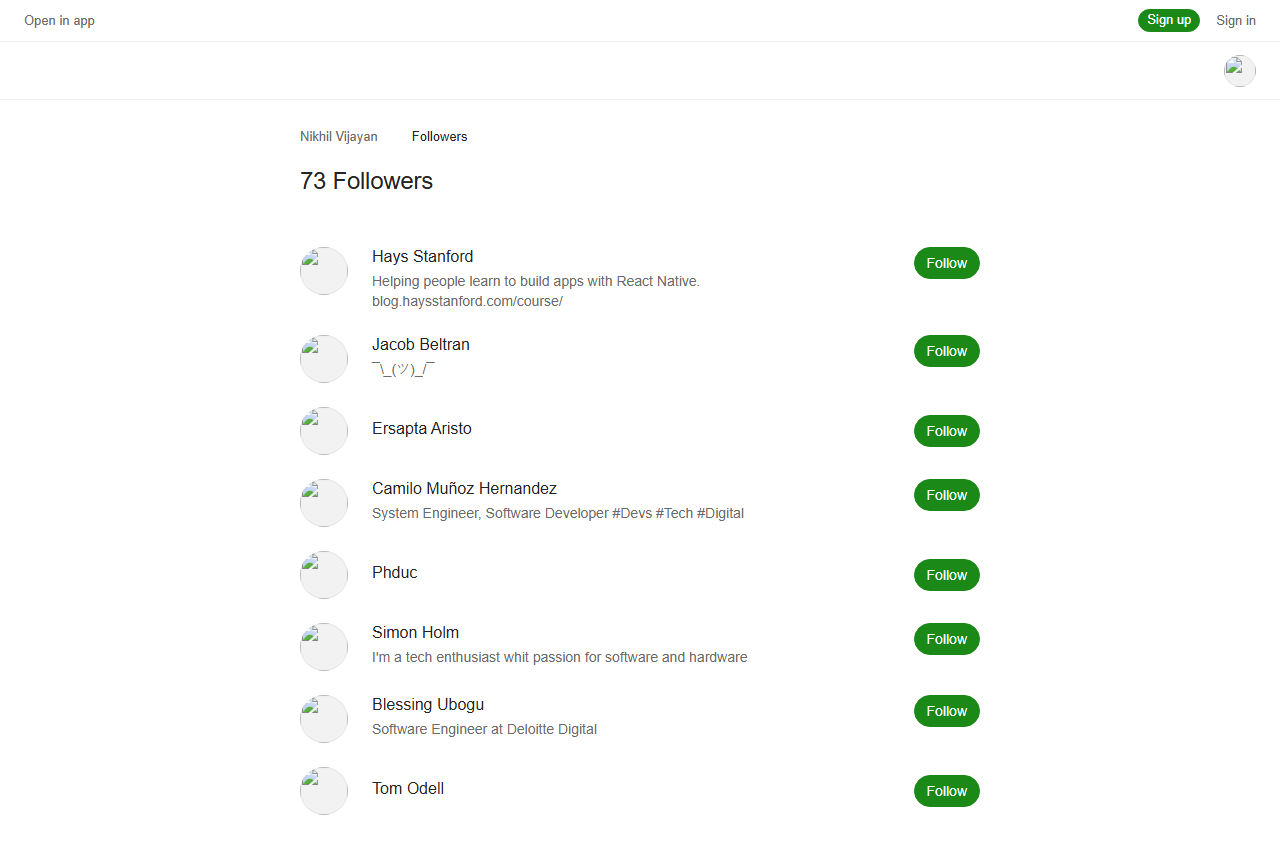 Open in app
Sign up
Sign in
Nikhil Vijayan
Followers
73 Followers
Hays Stanford
Follow
Helping people learn to build apps with React Native.
blog.haysstanford.com/course/
Jacob Beltran
Follow
¯\_(ツ)_/¯
Ersapta Aristo
Follow
Camilo Muñoz Hernandez
Follow
System Engineer, Software Developer #Devs #Tech #Digital
Phduc
Follow
Simon Holm
Follow
I'm a tech enthusiast whit passion for software and hardware
Blessing Ubogu
Follow
Software Engineer at Deloitte Digital
Tom Odell
Follow